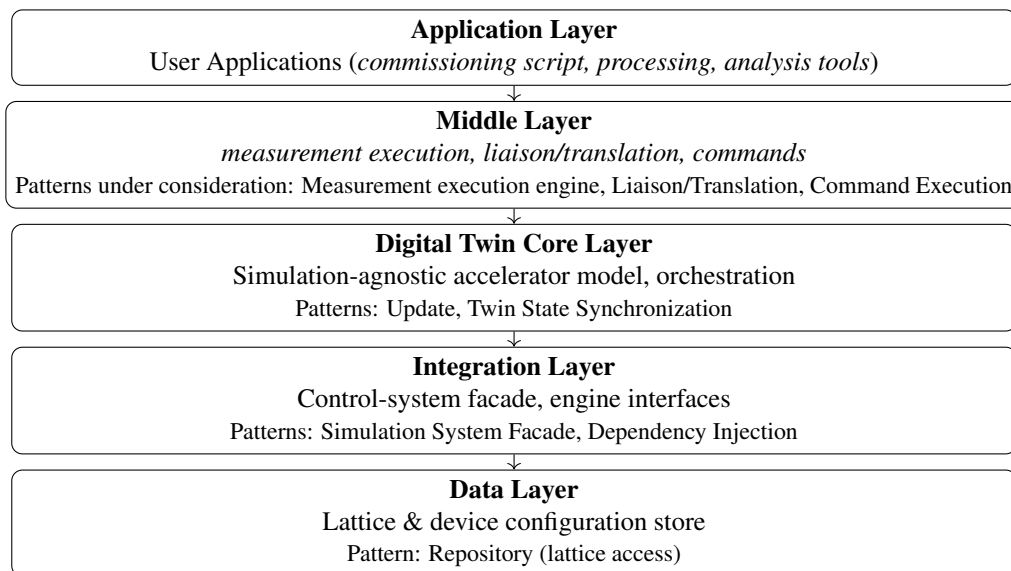 Application Layer
User Applications (commissioning script, processing, analysis tools)
Middle Layer
measurement execution, liaison/translation, commands
Patterns under consideration: Measurement execution engine, Liaison/Translation, Command Execution
Digital Twin Core Layer
Simulation-agnostic accelerator model, orchestration
Patterns: Update, Twin State Synchronization
Integration Layer
Control-system facade, engine interfaces
Patterns: Simulation System Facade, Dependency Injection
Data Layer
Lattice & device configuration store
Pattern: Repository (lattice access)